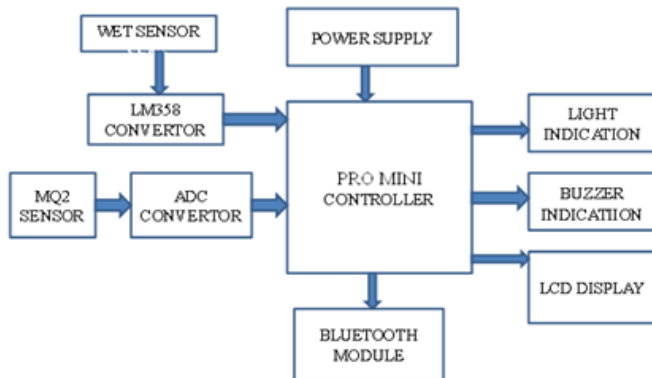 WET SENSOR
POWER SUPPLY
LM358
CONVERTOR
LIGHT
INDICATION
PRO MINI
CONTROLLER
MQ2
SENSOR
ADC
CONVERTOR
BUZZER
INDICATIION
LCD DISPLAY
BLUETOOTH
MODULE